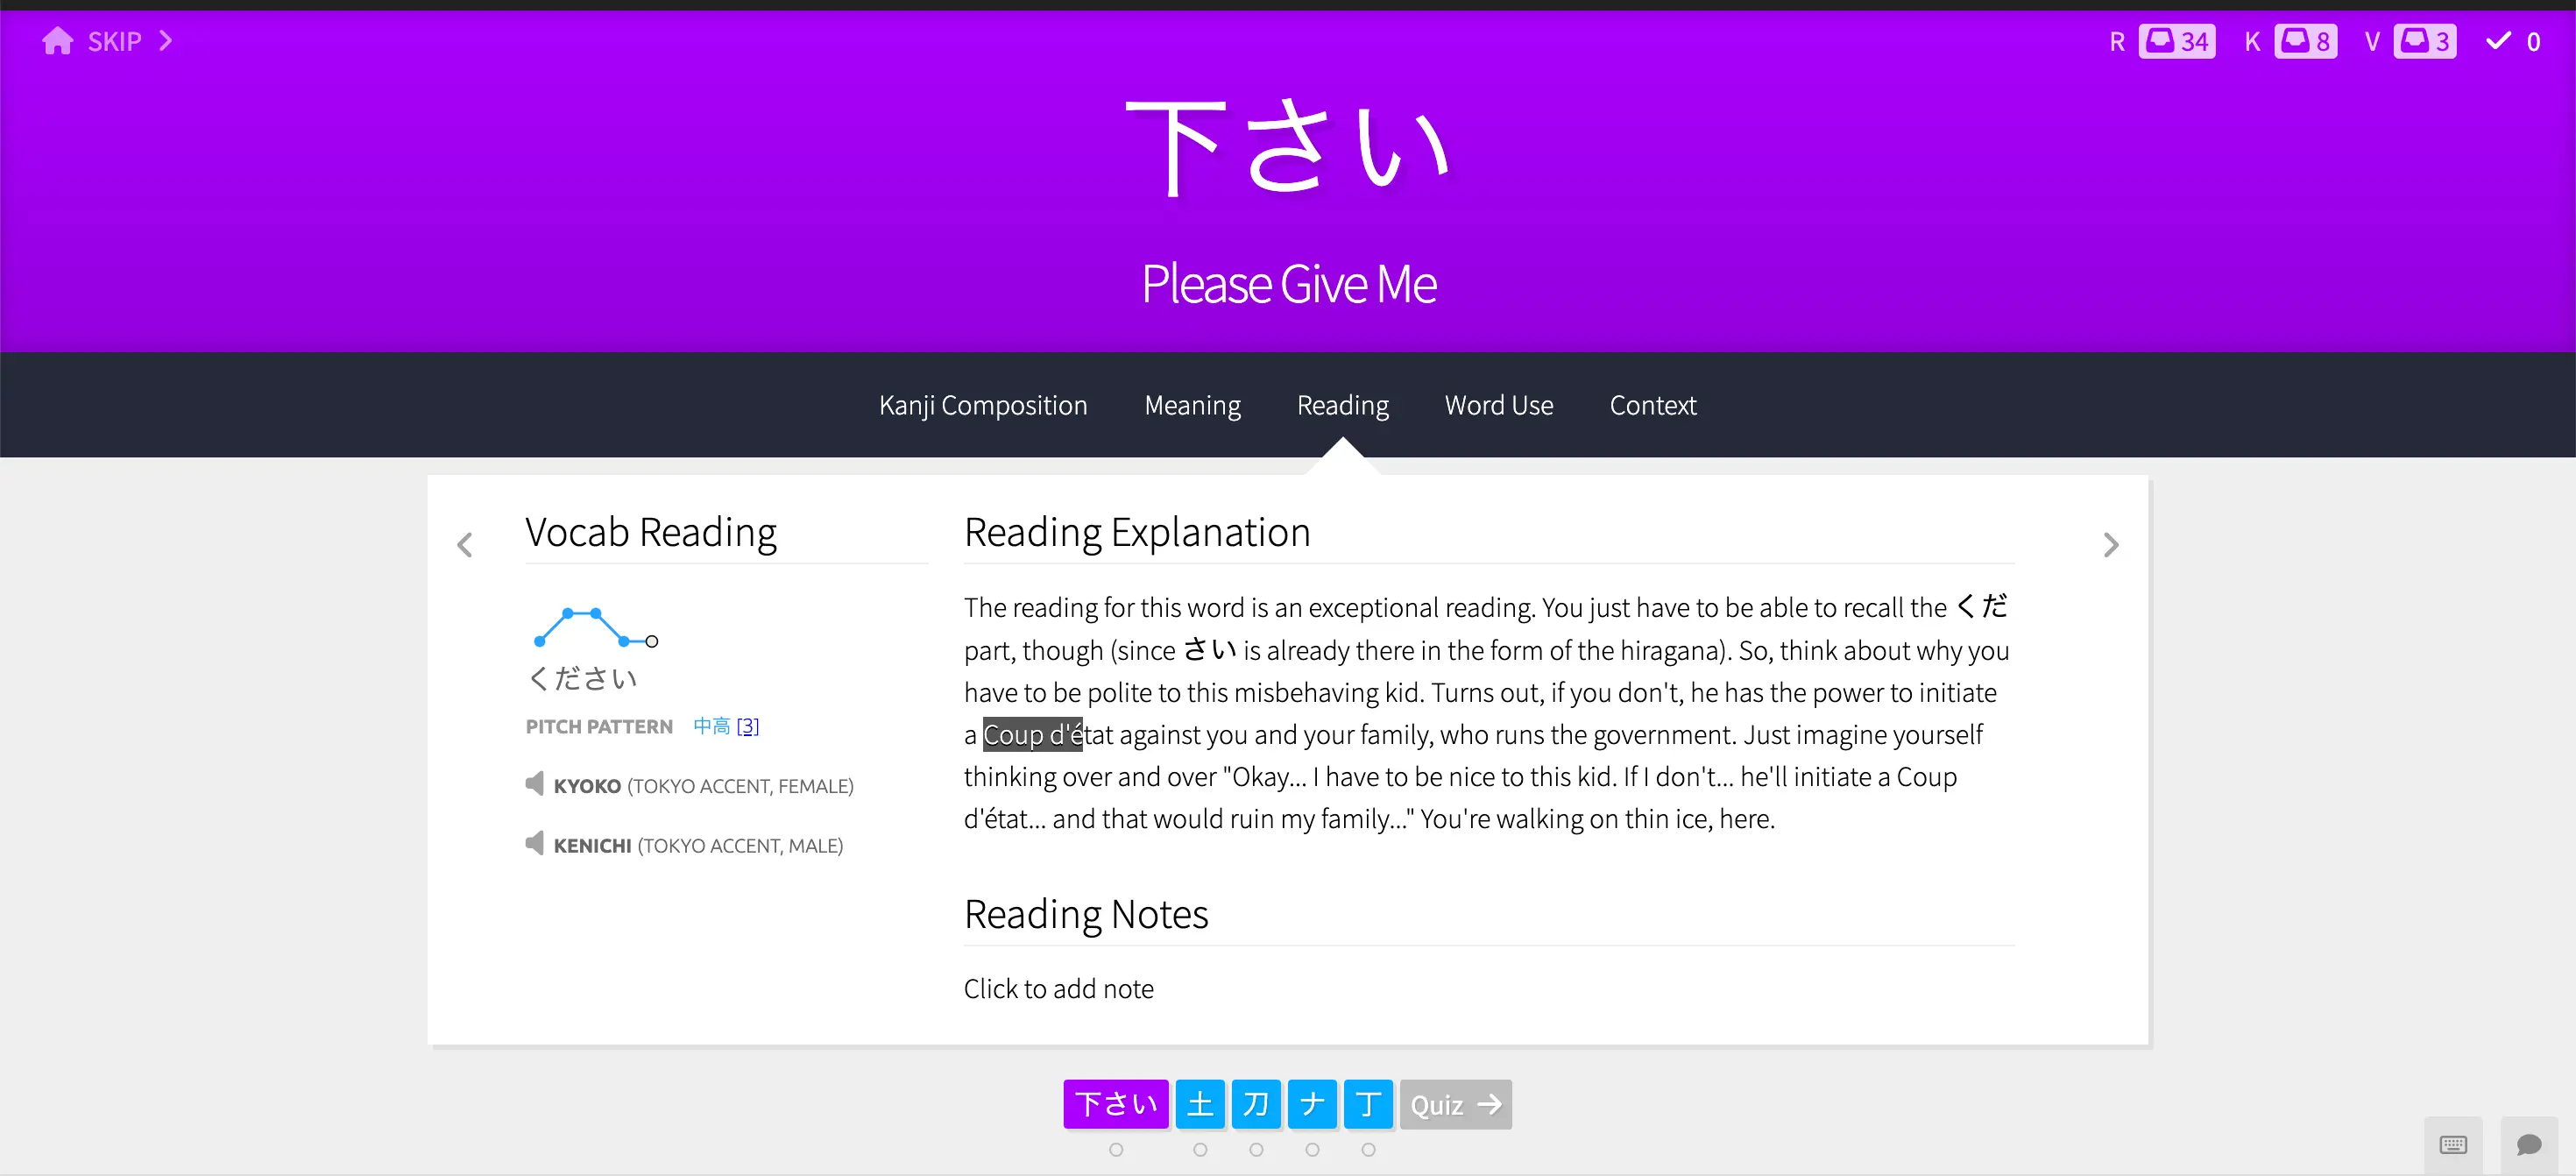 SKIP
R 34 K 8 V 3 0
下さい
Please Give Me
Kanji Composition Meaning Reading Word Use Context
Vocab Reading
ください
PITCH PATTERN 中高 [3]
KYOKO (TOKYO ACCENT, FEMALE)
KENICHI (TOKYO ACCENT, MALE)
Reading Explanation
The reading for this word is an exceptional reading. You just have to be able to recall the くだ
part, though (since さい is already there in the form of the hiragana). So, think about why you
have to be polite to this misbehaving kid. Turns out, if you don't, he has the power to initiate
a Coup d'état against you and your family, who runs the government. Just imagine yourself
thinking over and over "Okay... I have to be nice to this kid. If I don't... he'll initiate a Coup
d'état... and that would ruin my family..." You're walking on thin ice, here.
Reading Notes
Click to add note
下さい 土 刀 ナ 丁 Quiz